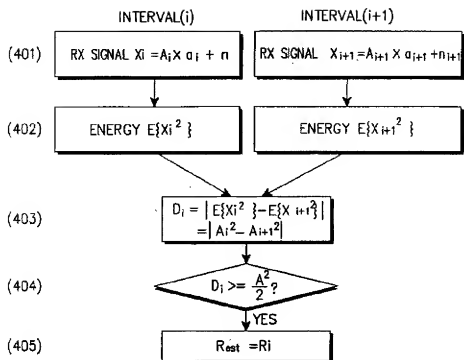 INTERVAL(i) INTERVAL(i+1)
(401) RX SIGNAL Xi =Ai× ai + n RX SIGNAL Xi+1=Ai+1 × ai+1+ni+1
(402) ENERGY E{Xi²} ENERGY E{Xi+1²}
(403) Di = |E{Xi²}−E{Xi+1²}|
=|Ai²− Ai+1²|
(404) Di >= A²/2 ?
YES
(405) Rest =Ri